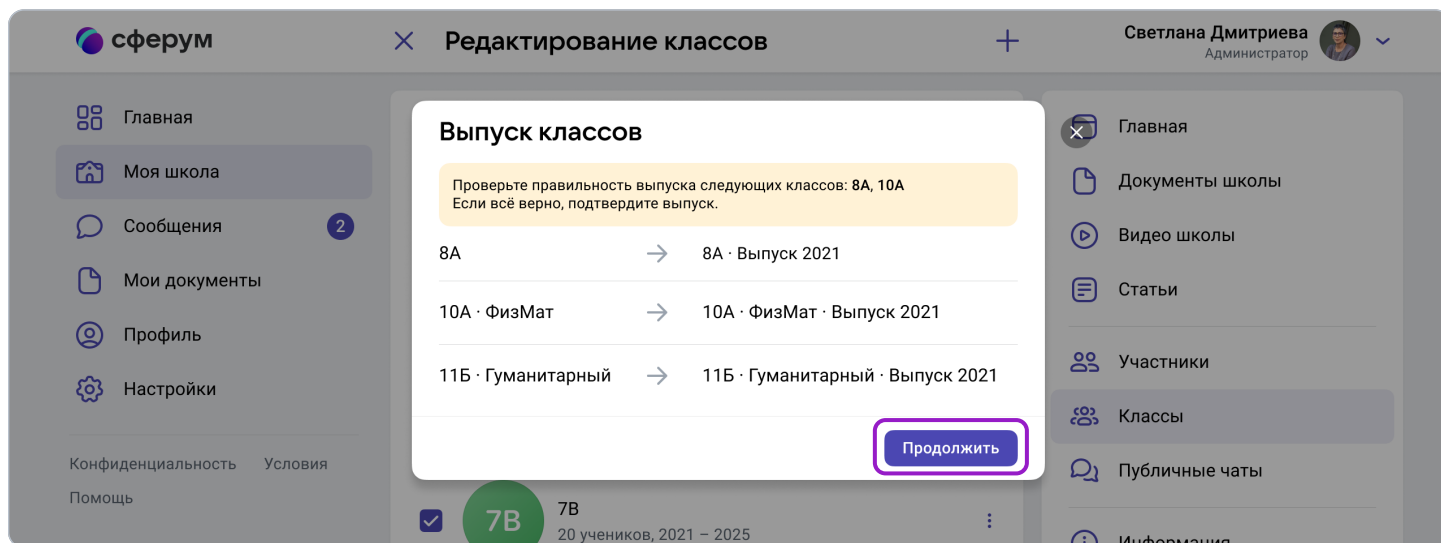 сферум
Редактирование классов
Светлана Дмитриева
Администратор
Главная
Моя школа
Сообщения
2
Мои документы
Профиль
Настройки
Конфиденциальность Условия
Помощь
Выпуск классов
Проверьте правильность выпуска следующих классов: 8А, 10А
Если всё верно, подтвердите выпуск.
8А → 8А · Выпуск 2021
10А · ФизМат → 10А · ФизМат · Выпуск 2021
11Б · Гуманитарный → 11Б · Гуманитарный · Выпуск 2021
Продолжить
7В
7В
20 учеников, 2021 – 2025
Главная
Документы школы
Видео школы
Статьи
Участники
Классы
Публичные чаты
Информация